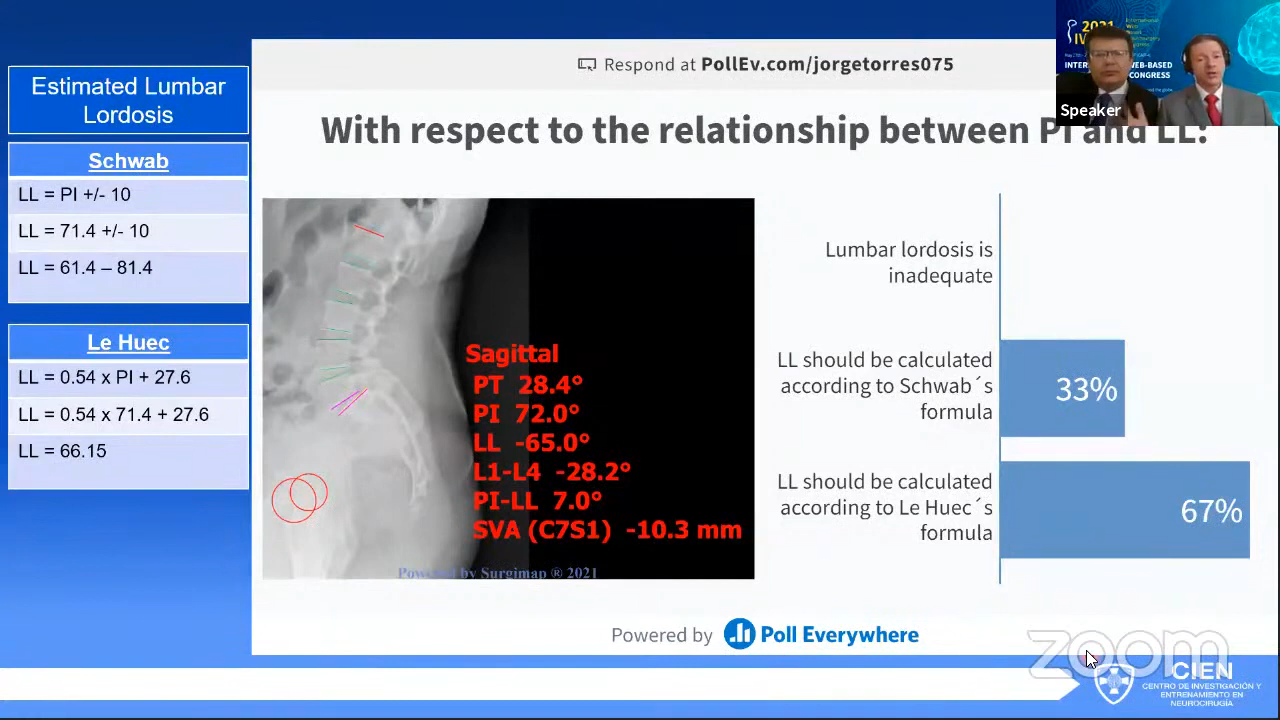 Estimated Lumbar
Lordosis
Schwab
LL = PI +/- 10
LL = 71.4 +/- 10
LL = 61.4 – 81.4
Le Huec
LL = 0.54 x PI + 27.6
LL = 0.54 x 71.4 + 27.6
LL = 66.15
Respond at PollEv.com/jorgetorres075
With respect to the relationship between PI and LL:
Sagittal
PT 28.4°
PI 72.0°
LL -65.0°
L1-L4 -28.2°
PI-LL 7.0°
SVA (C7S1) -10.3 mm
Powered by Surgimap ® 2021
Lumbar lordosis is
inadequate
LL should be calculated
according to Schwab´s
formula
33%
LL should be calculated
according to Le Huec´s
formula
67%
Powered by Poll Everywhere
2021
Speaker
zoom
CIEN
CENTRO DE INVESTIGACIÓN Y
ENTRENAMIENTO EN
NEUROCIRUGÍA